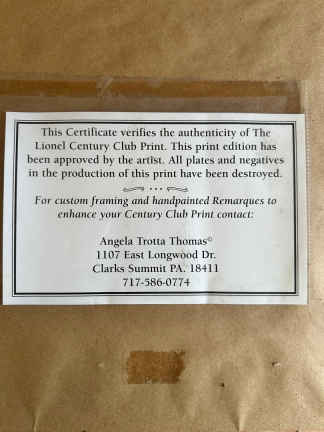 This Certificate verifies the authenticity of The
Lionel Century Club Print. This print edition has
been approved by the artist. All plates and negatives
in the production of this print have been destroyed.
For custom framing and handpainted Remarques to
enhance your Century Club Print contact:
Angela Trotta Thomas©
1107 East Longwood Dr.
Clarks Summit PA. 18411
717-586-0774